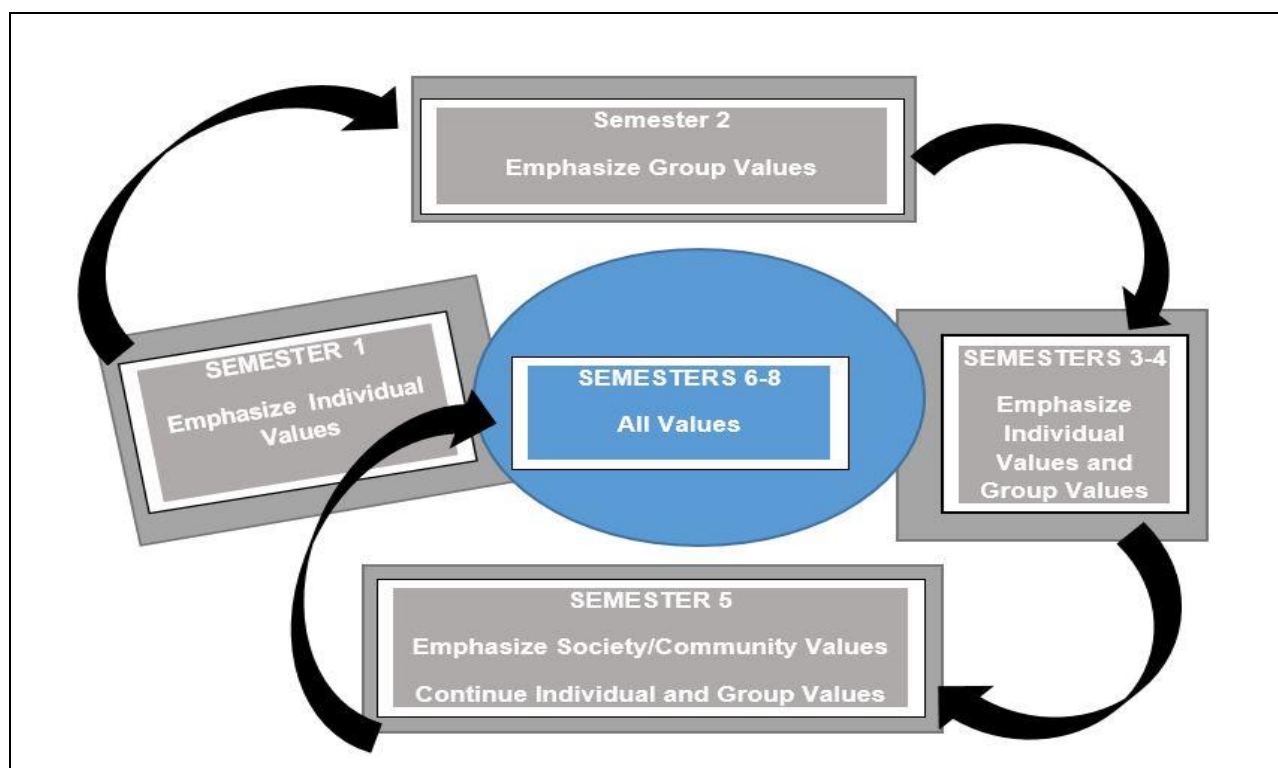 SEMESTER 1
Emphasize Individual
Values
Semester 2
Emphasize Group Values
SEMESTERS 3-4
Emphasize
Individual
Values and
Group Values
SEMESTER 5
Emphasize Society/Community Values
Continue Individual and Group Values
SEMESTERS 6-8
All Values